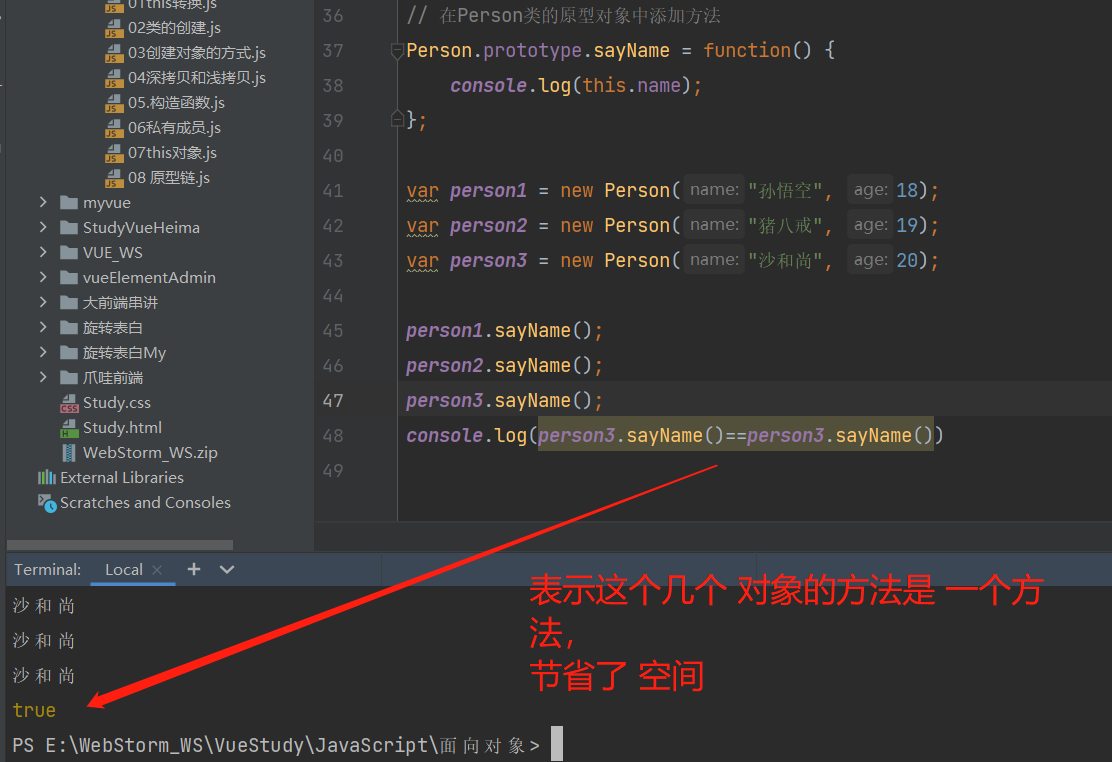 01this转换.js
02类的创建.js
03创建对象的方式.js
04深拷贝和浅拷贝.js
05.构造函数.js
06私有成员.js
07this对象.js
08 原型链.js
myvue
StudyVueHeima
VUE_WS
vueElementAdmin
大前端串讲
旋转表白
旋转表白My
爪哇前端
Study.css
Study.html
WebStorm_WS.zip
External Libraries
Scratches and Consoles
36 // 在Person类的原型对象中添加方法
37 Person.prototype.sayName = function() {
38 console.log(this.name);
39 };
40
41 var person1 = new Person( name: "孙悟空", age: 18);
42 var person2 = new Person( name: "猪八戒", age: 19);
43 var person3 = new Person( name: "沙和尚", age: 20);
44
45 person1.sayName();
46 person2.sayName();
47 person3.sayName();
48 console.log(person3.sayName()==person3.sayName())
49
Terminal: Local × +
沙和尚
沙和尚
沙和尚
true
PS E:\WebStorm_WS\VueStudy\JavaScript\面向对象>
表示这个几个 对象的方法是 一个方
法，
节省了 空间